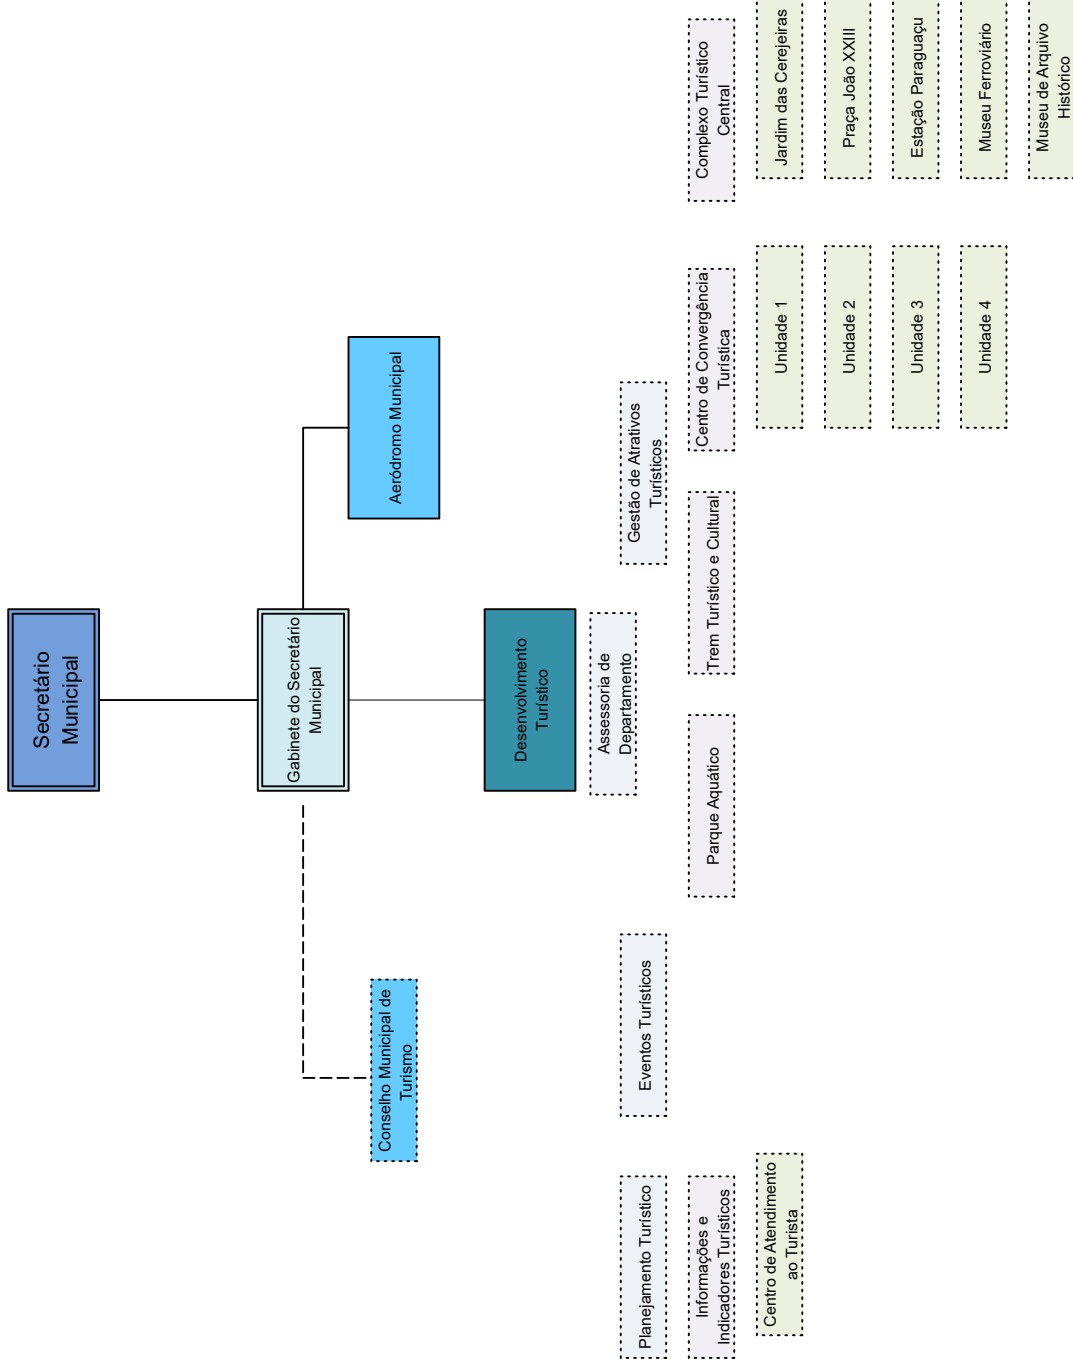 Secretário
Municipal
Gabinete do Secretário
Municipal
Aeródromo Municipal
Conselho Municipal de
Turismo
Desenvolvimento
Turístico
Assessoria de
Departamento
Planejamento Turístico
Eventos Turísticos
Gestão de Atrativos
Turísticos
Informações e
Indicadores Turísticos
Parque Aquático
Trem Turístico e Cultural
Centro de Convergência
Turística
Complexo Turístico
Central
Centro de Atendimento
ao Turista
Unidade 1
Jardim das Cerejeiras
Unidade 2
Praça João XXIII
Unidade 3
Estação Paraguaçu
Unidade 4
Museu Ferroviário
Museu de Arquivo
Histórico